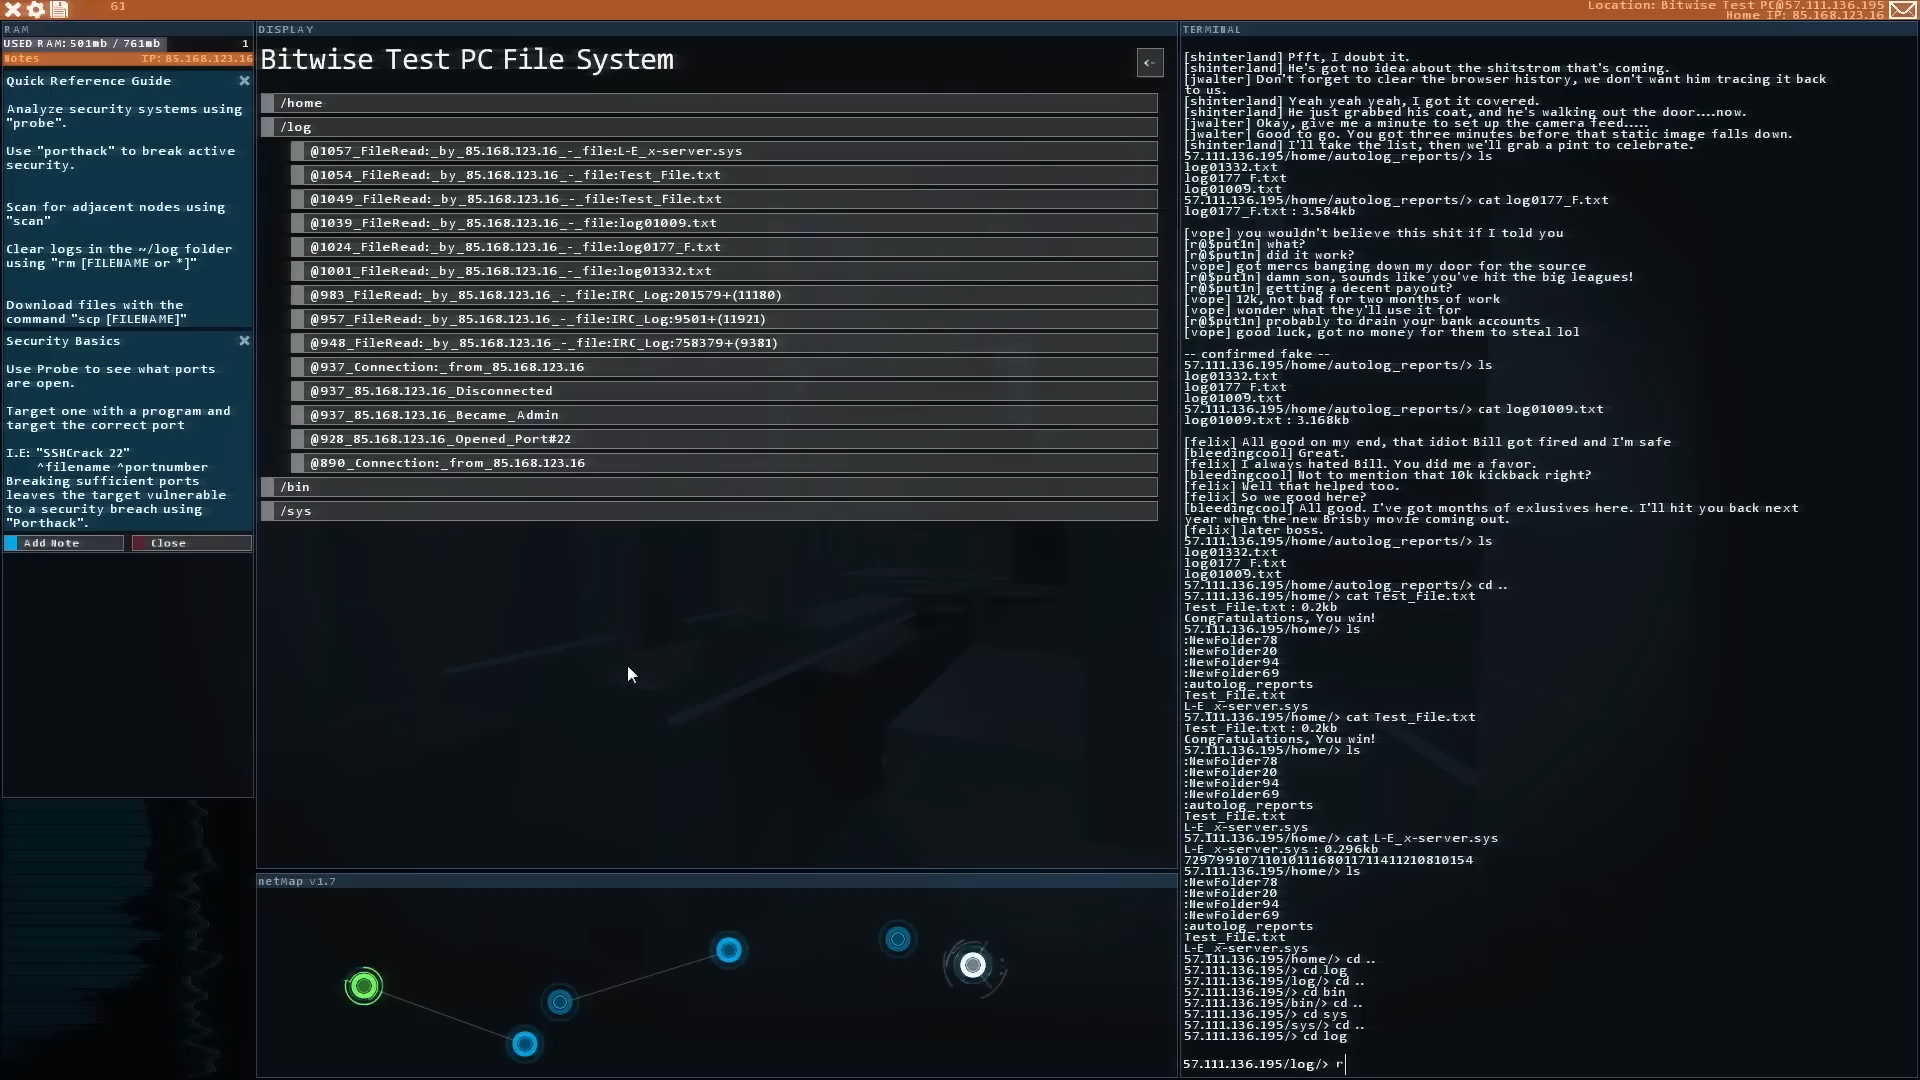 61
Location: Bitwise Test PC@57.111.136.195
Home IP: 85.168.123.16
RAM
USED RAM: 501mb / 761mb 1
Notes IP: 85.168.123.16
Quick Reference Guide
Analyze security systems using
"probe".
Use "porthack" to break active
security.
Scan for adjacent nodes using
"scan"
Clear logs in the ~/log folder
using "rm [FILENAME or *]"
Download files with the
command "scp [FILENAME]"
Security Basics
Use Probe to see what ports
are open.
Target one with a program and
target the correct port
I.E: "SSHCrack 22"
^filename ^portnumber
Breaking sufficient ports
leaves the target vulnerable
to a security breach using
"Porthack".
Add Note Close
DISPLAY
Bitwise Test PC File System
<-
/home
/log
@1057_FileRead:_by_85.168.123.16_-_file:L-E_x-server.sys
@1054_FileRead:_by_85.168.123.16_-_file:Test_File.txt
@1049_FileRead:_by_85.168.123.16_-_file:Test_File.txt
@1039_FileRead:_by_85.168.123.16_-_file:log01009.txt
@1024_FileRead:_by_85.168.123.16_-_file:log0177_F.txt
@1001_FileRead:_by_85.168.123.16_-_file:log01332.txt
@983_FileRead:_by_85.168.123.16_-_file:IRC_Log:201579+(11180)
@957_FileRead:_by_85.168.123.16_-_file:IRC_Log:9501+(11921)
@948_FileRead:_by_85.168.123.16_-_file:IRC_Log:758379+(9381)
@937_Connection:_from_85.168.123.16
@937_85.168.123.16_Disconnected
@937_85.168.123.16_Became_Admin
@928_85.168.123.16_Opened_Port#22
@890_Connection:_from_85.168.123.16
/bin
/sys
netMap v1.7
TERMINAL
[shinterland] Pfft, I doubt it.
[shinterland] He's got no idea about the shitstrom that's coming.
[jwalter] Don't forget to clear the browser history, we don't want him tracing it back
to us.
[shinterland] Yeah yeah yeah, I got it covered.
[shinterland] He just grabbed his coat, and he's walking out the door....now.
[jwalter] Okay, give me a minute to set up the camera feed.....
[jwalter] Good to go. You got three minutes before that static image falls down.
[shinterland] I'll take the list, then we'll grab a pint to celebrate.
57.111.136.195/home/autolog_reports/> ls
log01332.txt
log0177_F.txt
log01009.txt
57.111.136.195/home/autolog_reports/> cat log0177_F.txt
log0177_F.txt : 3.584kb
[vope] you wouldn't believe this shit if I told you
[r@$put1n] what?
[r@$put1n] did it work?
[vope] got mercs banging down my door for the source
[r@$put1n] damn son, sounds like you've hit the big leagues!
[r@$put1n] getting a decent payout?
[vope] 12k, not bad for two months of work
[vope] wonder what they'll use it for
[r@$put1n] probably to drain your bank accounts
[vope] good luck, got no money for them to steal lol
-- confirmed fake --
57.111.136.195/home/autolog_reports/> ls
log01332.txt
log0177_F.txt
log01009.txt
57.111.136.195/home/autolog_reports/> cat log01009.txt
log01009.txt : 3.168kb
[felix] All good on my end, that idiot Bill got fired and I'm safe
[bleedingcool] Great.
[felix] I always hated Bill. You did me a favor.
[bleedingcool] Not to mention that 10k kickback right?
[felix] Well that helped too.
[felix] So we good here?
[bleedingcool] All good. I've got months of exlusives here. I'll hit you back next
year when the new Brisby movie coming out.
[felix] later boss.
57.111.136.195/home/autolog_reports/> ls
log01332.txt
log0177_F.txt
log01009.txt
57.111.136.195/home/autolog_reports/> cd ..
57.111.136.195/home/> cat Test_File.txt
Test_File.txt : 0.2kb
Congratulations, You win!
57.111.136.195/home/> ls
:NewFolder78
:NewFolder20
:NewFolder94
:NewFolder69
:autolog_reports
Test_File.txt
L-E_x-server.sys
57.111.136.195/home/> cat Test_File.txt
Test_File.txt : 0.2kb
Congratulations, You win!
57.111.136.195/home/> ls
:NewFolder78
:NewFolder20
:NewFolder94
:NewFolder69
:autolog_reports
Test_File.txt
L-E_x-server.sys
57.111.136.195/home/> cat L-E_x-server.sys
L-E_x-server.sys : 0.296kb
7297991071101011168011711411210810154
57.111.136.195/home/> ls
:NewFolder78
:NewFolder20
:NewFolder94
:NewFolder69
:autolog_reports
Test_File.txt
L-E_x-server.sys
57.111.136.195/home/> cd ..
57.111.136.195/> cd log
57.111.136.195/log/> cd ..
57.111.136.195/> cd bin
57.111.136.195/bin/> cd ..
57.111.136.195/> cd sys
57.111.136.195/sys/> cd ..
57.111.136.195/> cd log
57.111.136.195/log/> r